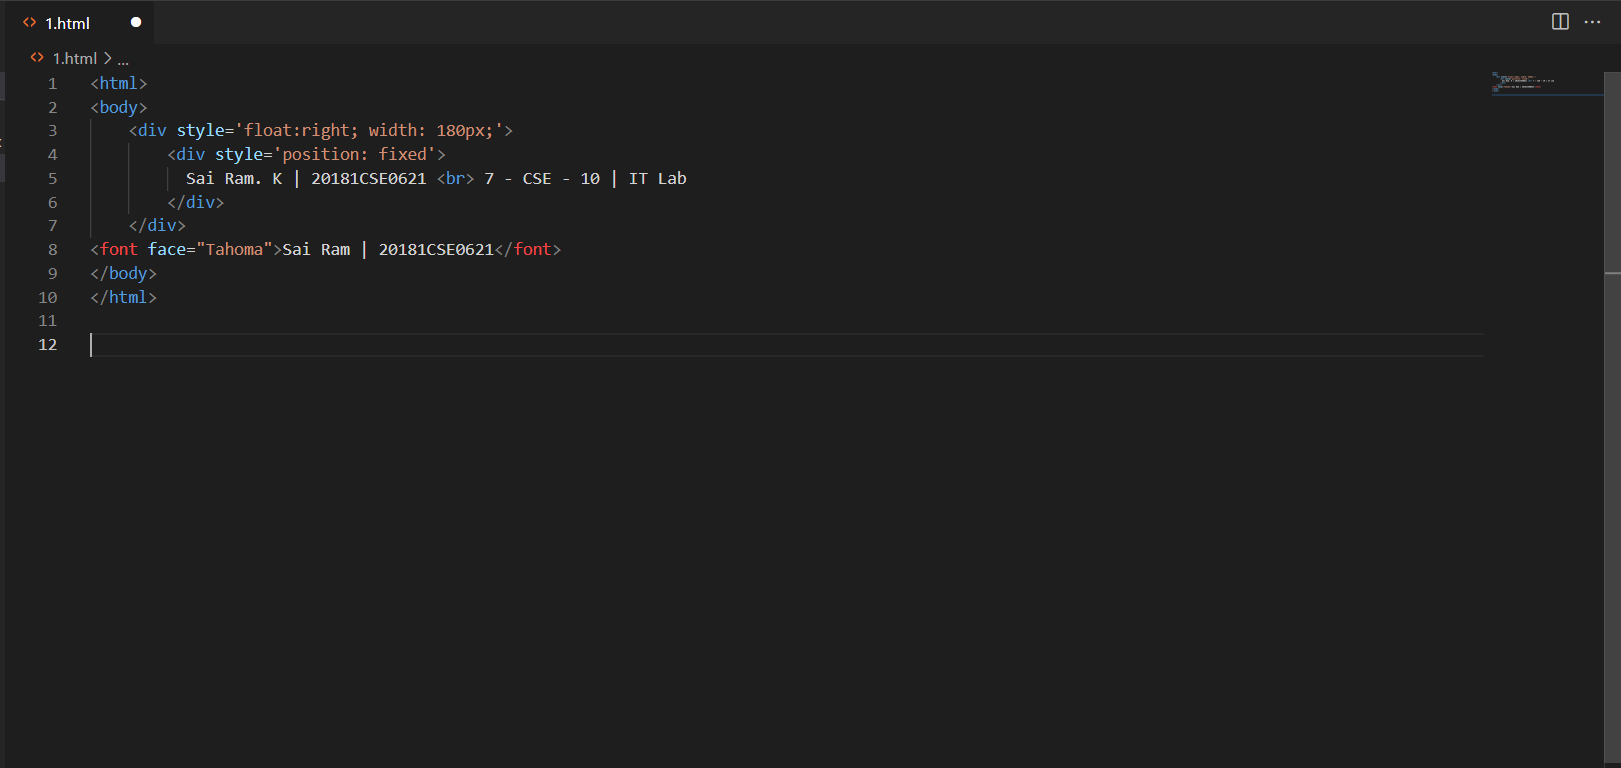 1.html
1.html > ...
1 <html>
2 <body>
3     <div style='float:right; width: 180px;'>
4         <div style='position: fixed'>
5           Sai Ram. K | 20181CSE0621 <br> 7 - CSE - 10 | IT Lab
6         </div>
7     </div>
8 <font face="Tahoma">Sai Ram | 20181CSE0621</font>
9 </body>
10 </html>
11
12